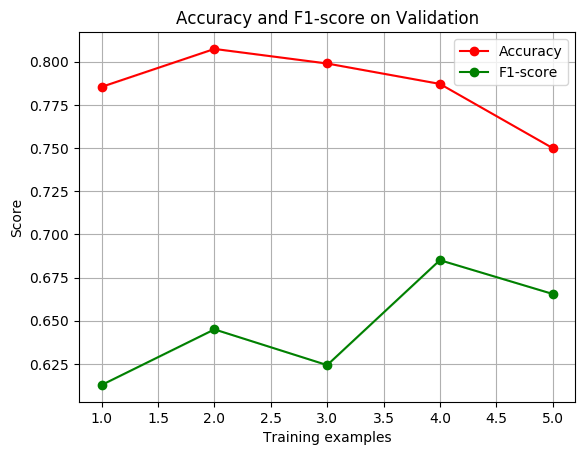 Accuracy and F1-score on Validation
Accuracy
F1-score
0.800
0.775
0.750
0.725
0.700
0.675
0.650
0.625
Score
1.0 1.5 2.0 2.5 3.0 3.5 4.0 4.5 5.0
Training examples